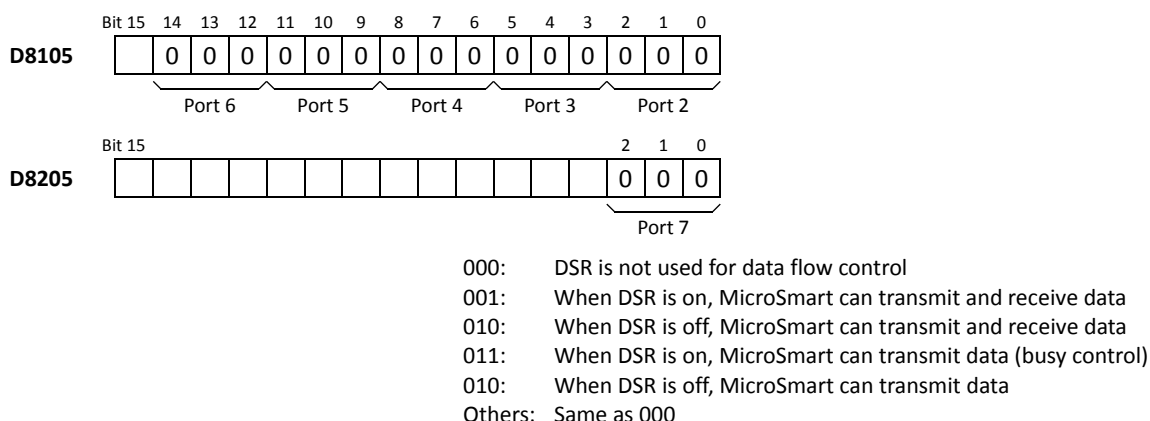 Bit 15 14 13 12 11 10 9 8 7 6 5 4 3 2 1 0
D8105 0 0 0 0 0 0 0 0 0 0 0 0 0 0 0
Port 6 Port 5 Port 4 Port 3 Port 2
Bit 15 2 1 0
D8205 0 0 0
Port 7
000: DSR is not used for data flow control
001: When DSR is on, MicroSmart can transmit and receive data
010: When DSR is off, MicroSmart can transmit and receive data
011: When DSR is on, MicroSmart can transmit data (busy control)
010: When DSR is off, MicroSmart can transmit data
Others: Same as 000